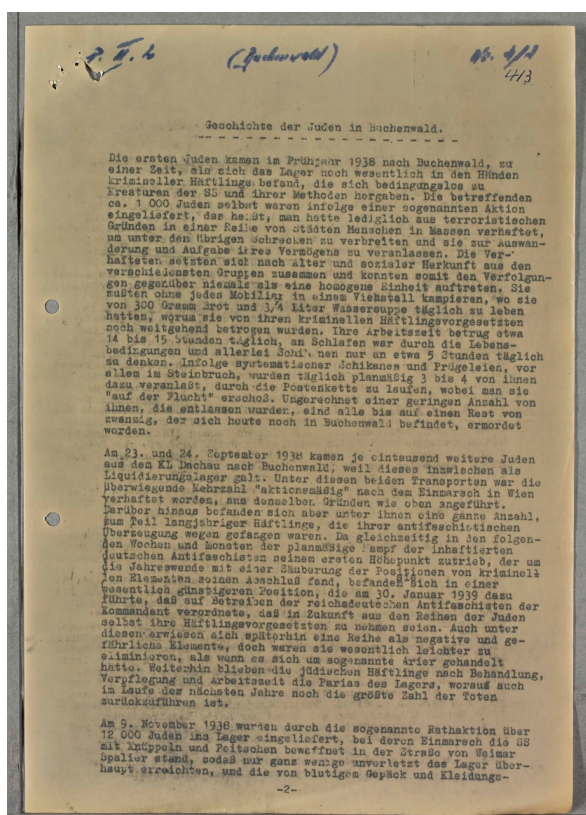 P. II. b (Buchenwald) No. 1/2
413
Geschichte der Juden in Buchenwald.
Die ersten Juden kamen im Frühjahr 1938 nach Buchenwald, zu
einer Zeit, als sich das Lager noch wesentlich in den Händen
krimineller Häftlinge befand, die sich bedingungslos zu
Kreaturen der SS und ihrer Methoden hergaben. Die betreffenden
ca. 1 000 Juden selbst waren infolge einer sogenannten Aktion
eingeliefert, das heißt, man hatte lediglich aus terroristischen
Gründen in einer Reihe von Städten Menschen in Massen verhaftet,
um unter den übrigen Schrecken zu verbreiten und sie zur Auswan-
derung und Aufgabe ihres Vermögens zu veranlassen. Die Ver-
hafteten setzten sich nach Alter und sozialer Herkunft aus den
verschiedensten Gruppen zusammen und konnten somit den Verfolgun-
gen gegenüber niemals als eine homogene Einheit auftreten. Sie
mußten ohne jedes Mobiliar in einem Viehstall kampieren, wo sie
von 300 Gramm Brot und 3/4 Liter Wassersuppe täglich zu leben
hatten, worum sie von ihren kriminellen Häftlingsvorgesetzten
noch weitgehend betrogen wurden. Ihre Arbeitszeit betrug etwa
14 bis 15 Stunden täglich, an Schlafen war durch die Lebens-
bedingungen und allerlei Schikanen nur an etwa 5 Stunden täglich
zu denken. Infolge systematischer Schikanen und Prügeleien, vor
allem im Steinbruch, wurden täglich planmäßig 3 bis 4 von ihnen
dazu veranlaßt, durch die Postenkette zu laufen, wobei man sie
"auf der Flucht" erschoß. Ungerechnet einer geringen Anzahl von
ihnen, die entlassen wurden, sind alle bis auf einen Rest von
zwanzig, der sich heute noch in Buchenwald befindet, ermordet
worden.
Am 23. und 24. September 1938 kamen je eintausend weitere Juden
aus dem KL Dachau nach Buchenwald, weil dieses inzwischen als
Liquidierungslager galt. Unter diesen beiden Transporten war die
überwiegende Mehrzahl "aktionsmäßig" nach dem Einmarsch in Wien
verhaftet worden, aus denselben Gründen wie oben angeführt.
Darüber hinaus befanden sich aber unter ihnen eine ganze Anzahl,
zum Teil langjähriger Häftlinge, die ihrer antifaschistischen
Überzeugung wegen gefangen waren. Da gleichzeitig in den folgen-
den Wochen und Monaten der planmäßige Kampf der inhaftierten
deutschen Antifaschisten seinem ersten Höhepunkt zutrieb, der um
die Jahreswende mit einer Säuberung der Positionen von kriminell
len Elementen seinen Abschluß fand, befanden sich in einer
wesentlich günstigeren Position, die am 30. Januar 1939 dazu
führte, daß auf Betreiben der reichsdeutschen Antifaschisten der
Kommandant verordnete, daß in Zukunft aus den Reihen der Juden
selbst ihre Häftlingsvorgesetzten zu nehmen seien. Auch unter
diesen erwiesen sich späterhin eine Reihe als negative und ge-
fährliche Elemente, doch waren sie wesentlich leichter zu
eliminieren, als wenn es sich um sogenannte Arier gehandelt
hätte. Weiterhin blieben die jüdischen Häftlinge nach Behandlung,
Verpflegung und Arbeitszeit die Parias des Lagers, worauf auch
im Laufe des nächsten Jahre noch die größte Zahl der Toten
zurückzuführen ist.
Am 9. November 1938 wurden durch die sogenannte Rathaktion über
12 000 Juden ins Lager eingeliefert, bei deren Einmarsch die SS
mit Knüppeln und Peitschen bewaffnet in der Straße von Weimar
Spalier stand, sodaß nur ganz wenige unverletzt das Lager über-
haupt erreichten, und die von blutigem Gepäck und Kleidungs-
-2-